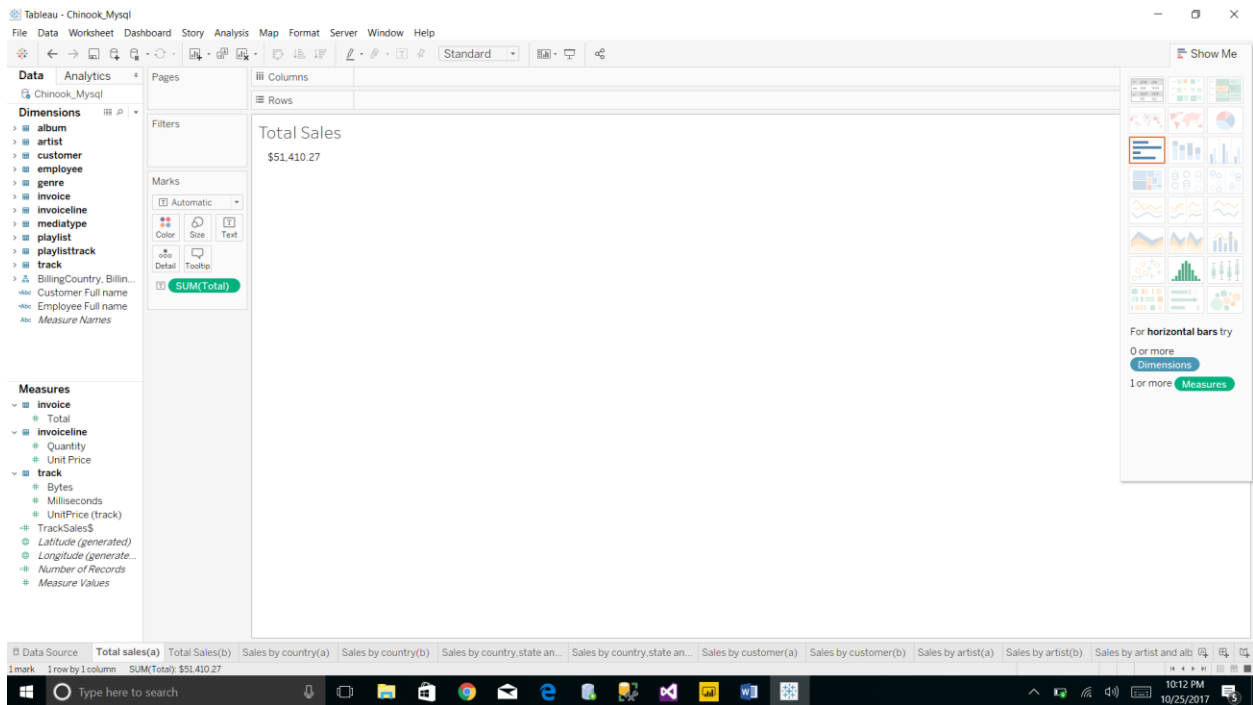 Tableau - Chinook_Mysql
File Data Worksheet Dashboard Story Analysis Map Format Server Window Help
Standard
Show Me
Data Analytics
Chinook_Mysql
Dimensions
album
artist
customer
employee
genre
invoice
invoiceline
mediatype
playlist
playlisttrack
track
BillingCountry, Billin...
Abc Customer Full name
Abc Employee Full name
Abc Measure Names
Measures
invoice
# Total
invoiceline
# Quantity
# Unit Price
track
# Bytes
# Milliseconds
# UnitPrice (track)
# TrackSales$
Latitude (generated)
Longitude (generate...
# Number of Records
# Measure Values
Pages
Filters
Marks
T Automatic
Color Size Text
Detail Tooltip
T SUM(Total)
Columns
Rows
Total Sales
$51,410.27
For horizontal bars try
0 or more
Dimensions
1 or more Measures
Data Source Total sales(a) Total Sales(b) Sales by country(a) Sales by country(b) Sales by country,state an... Sales by country,state an... Sales by customer(a) Sales by customer(b) Sales by artist(a) Sales by artist(b) Sales by artist and alb
1 mark 1 row by 1 column SUM(Total): $51,410.27
Type here to search
10:12 PM
10/25/2017
5